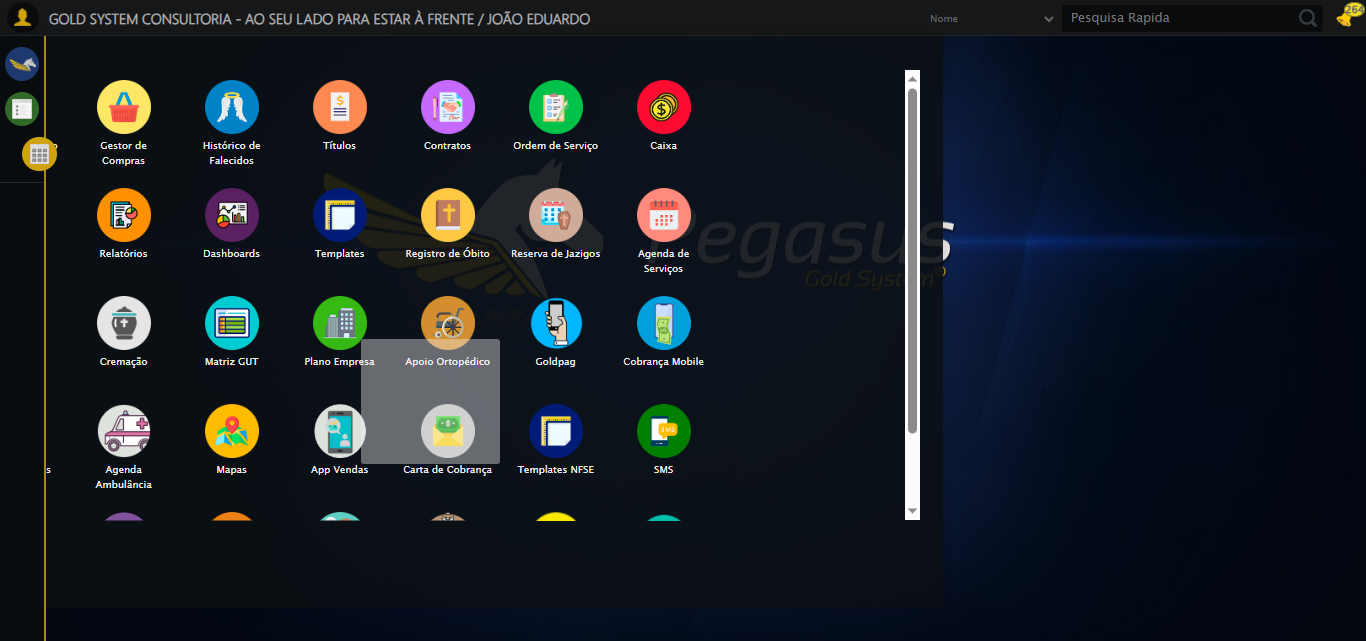 GOLD SYSTEM CONSULTORIA - AO SEU LADO PARA ESTAR À FRENTE / JOÃO EDUARDO
Nome
Pesquisa Rapida
264
Gestor de
Compras
Histórico de
Falecidos
Títulos
Contratos
Ordem de Serviço
Caixa
Relatórios
Dashboards
Templates
Registro de Óbito
Reserva de Jazigos
Agenda de
Serviços
Pegasus
Gold System
Cremação
Matriz GUT
Plano Empresa
Apoio Ortopédico
Goldpag
Cobrança Mobile
s
Agenda
Ambulância
Mapas
App Vendas
Carta de Cobrança
Templates NFSE
SMS